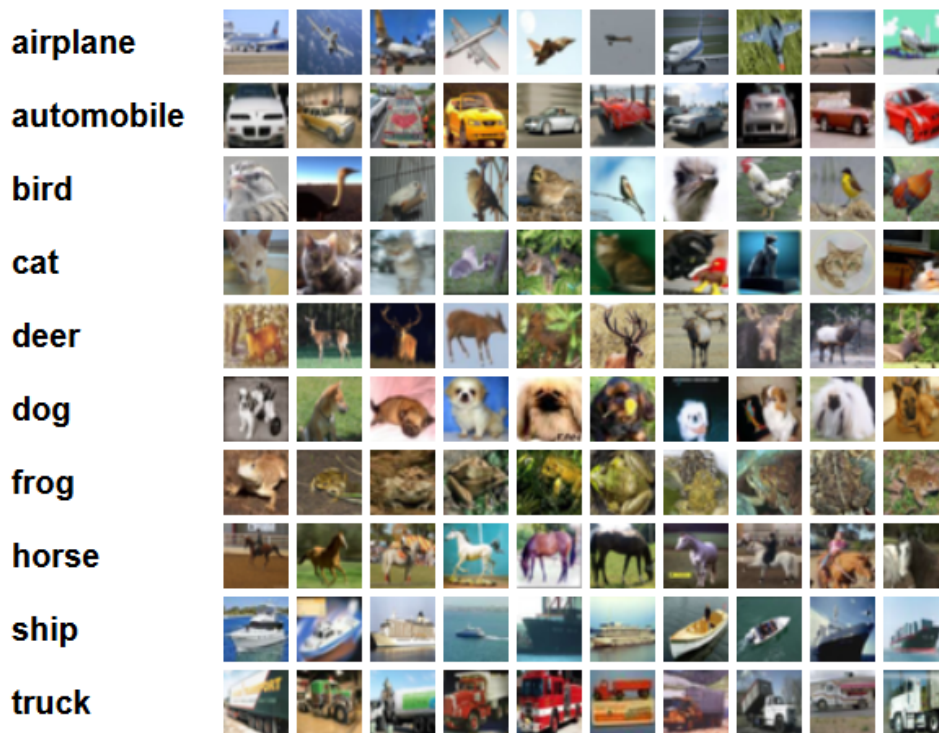 airplane
automobile
bird
cat
deer
dog
frog
horse
ship
truck